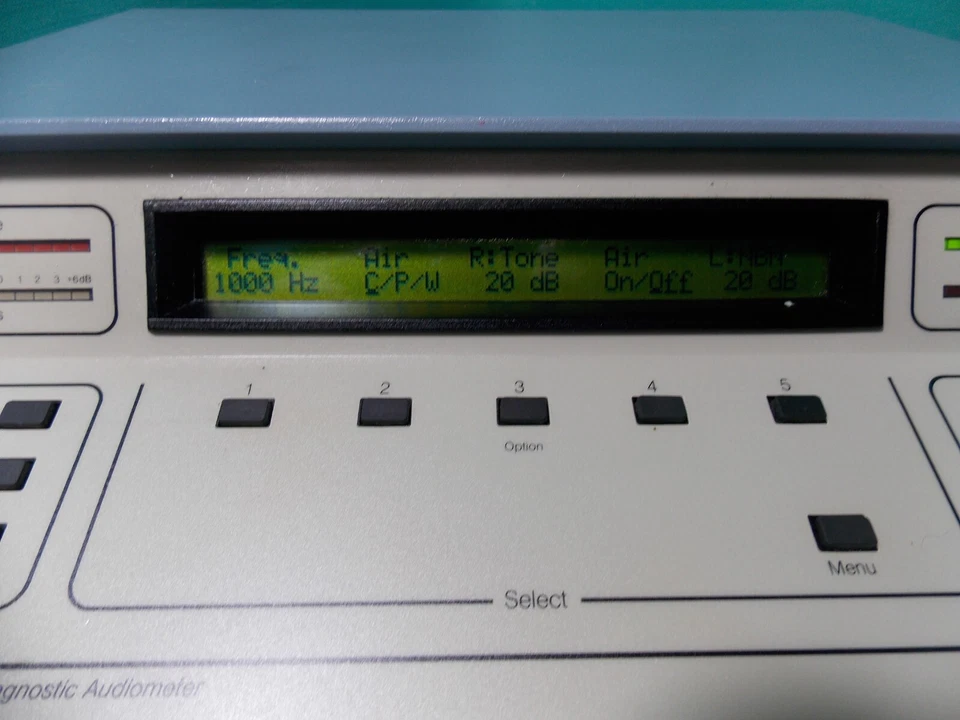 Freq. Air R:Tone Air L:NBN
1000 Hz C/P/W 20 dB On/Off 20 dB
0 1 2 3 +6dB
1 2 3 4 5
Option
Menu
Select
gnostic Audiometer